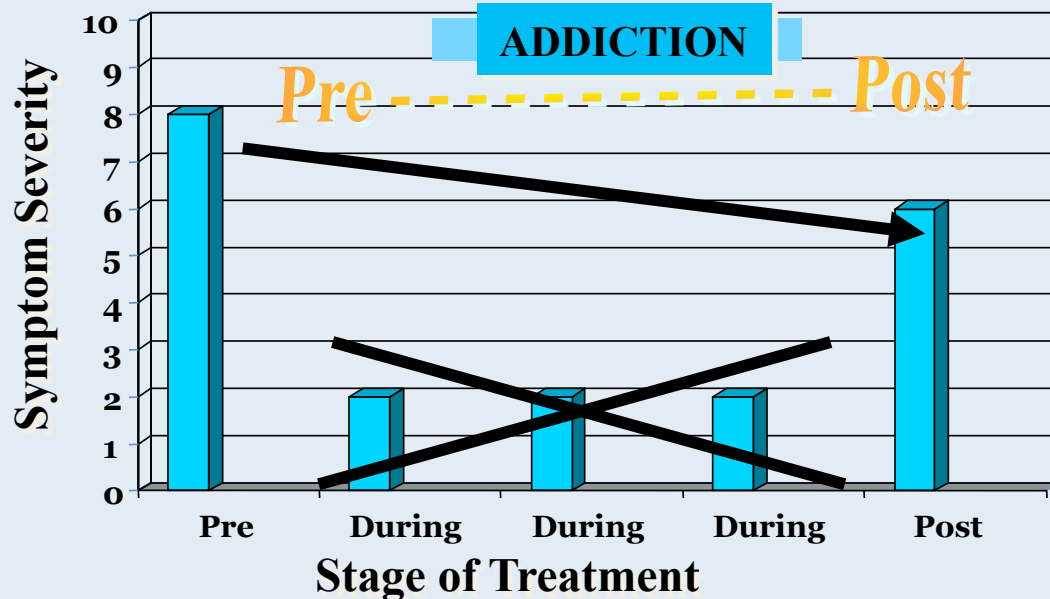 ADDICTION
Pre
Post
Symptom Severity
10
9
8
7
6
5
4
3
2
1
0
Pre
During
During
During
Post
Stage of Treatment